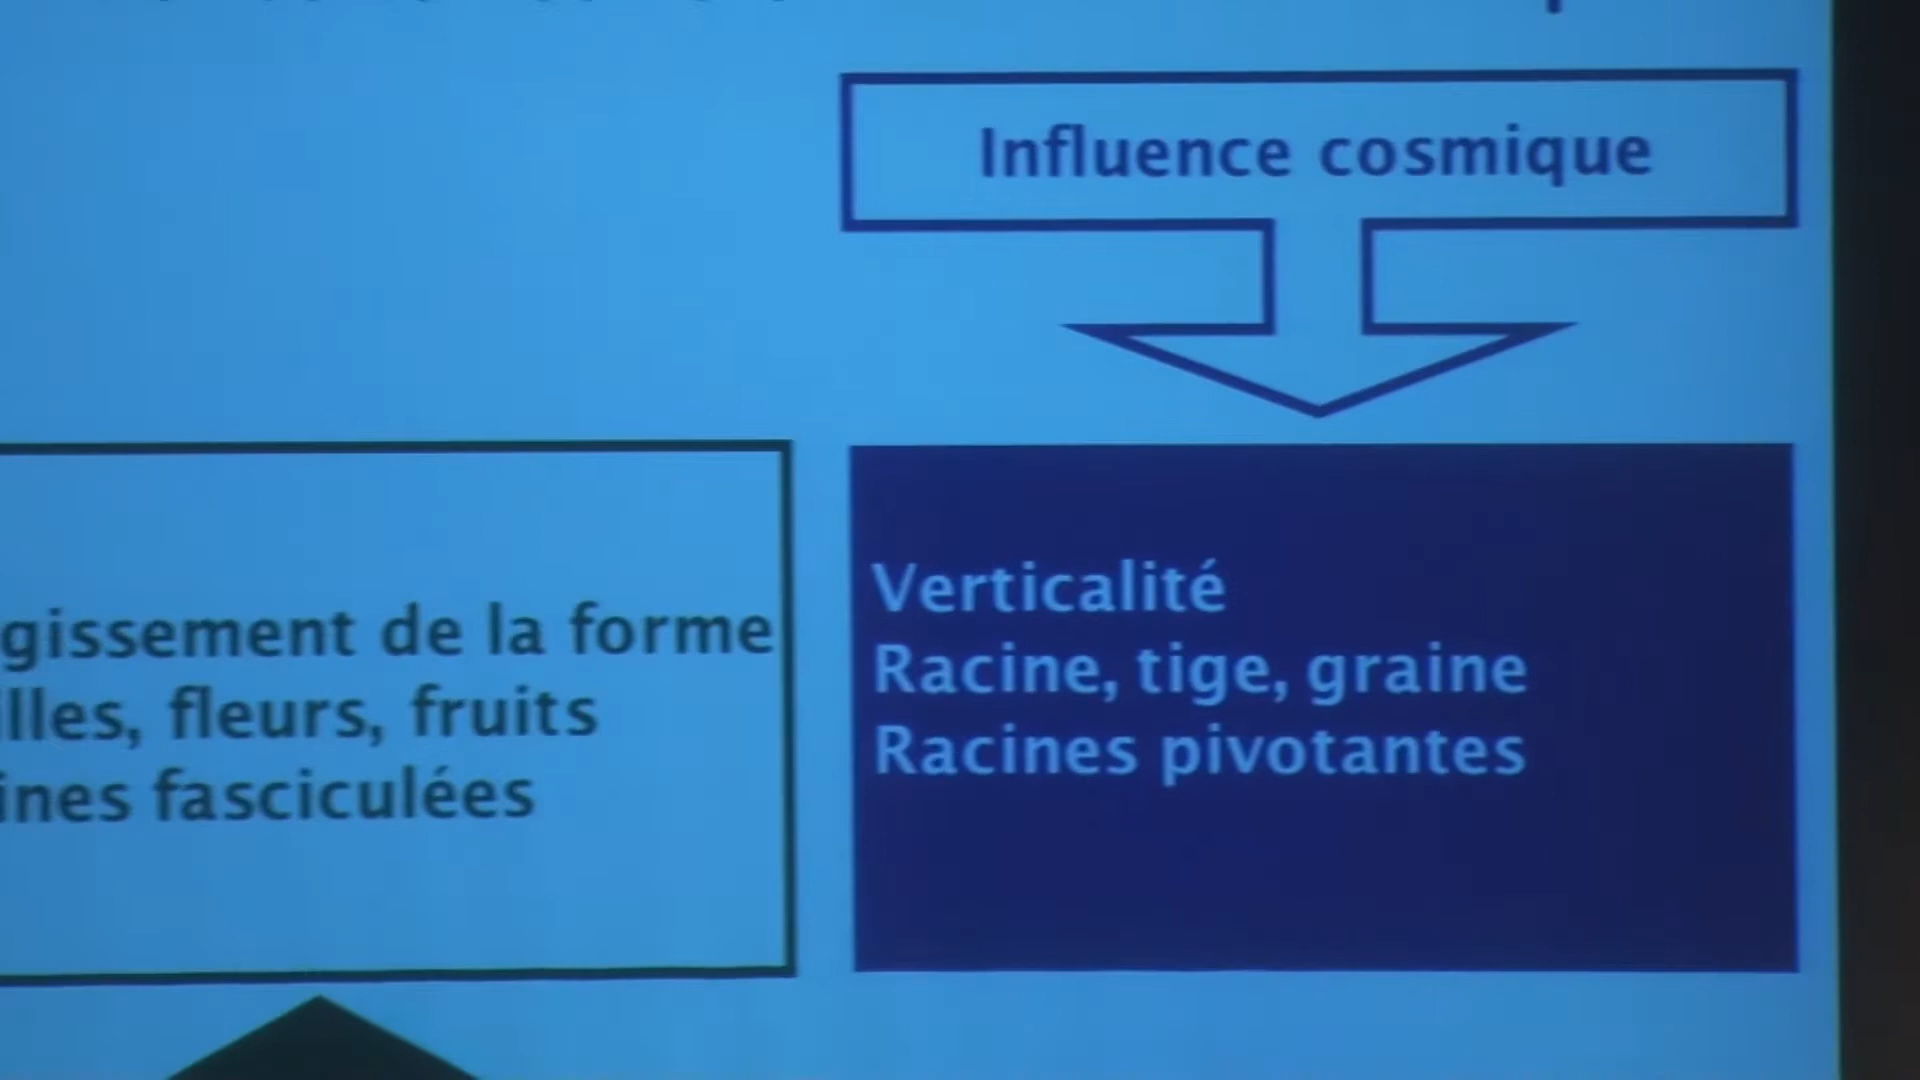 Influence cosmique
gissement de la forme
illes, fleurs, fruits
ines fasciculées
Verticalité
Racine, tige, graine
Racines pivotantes